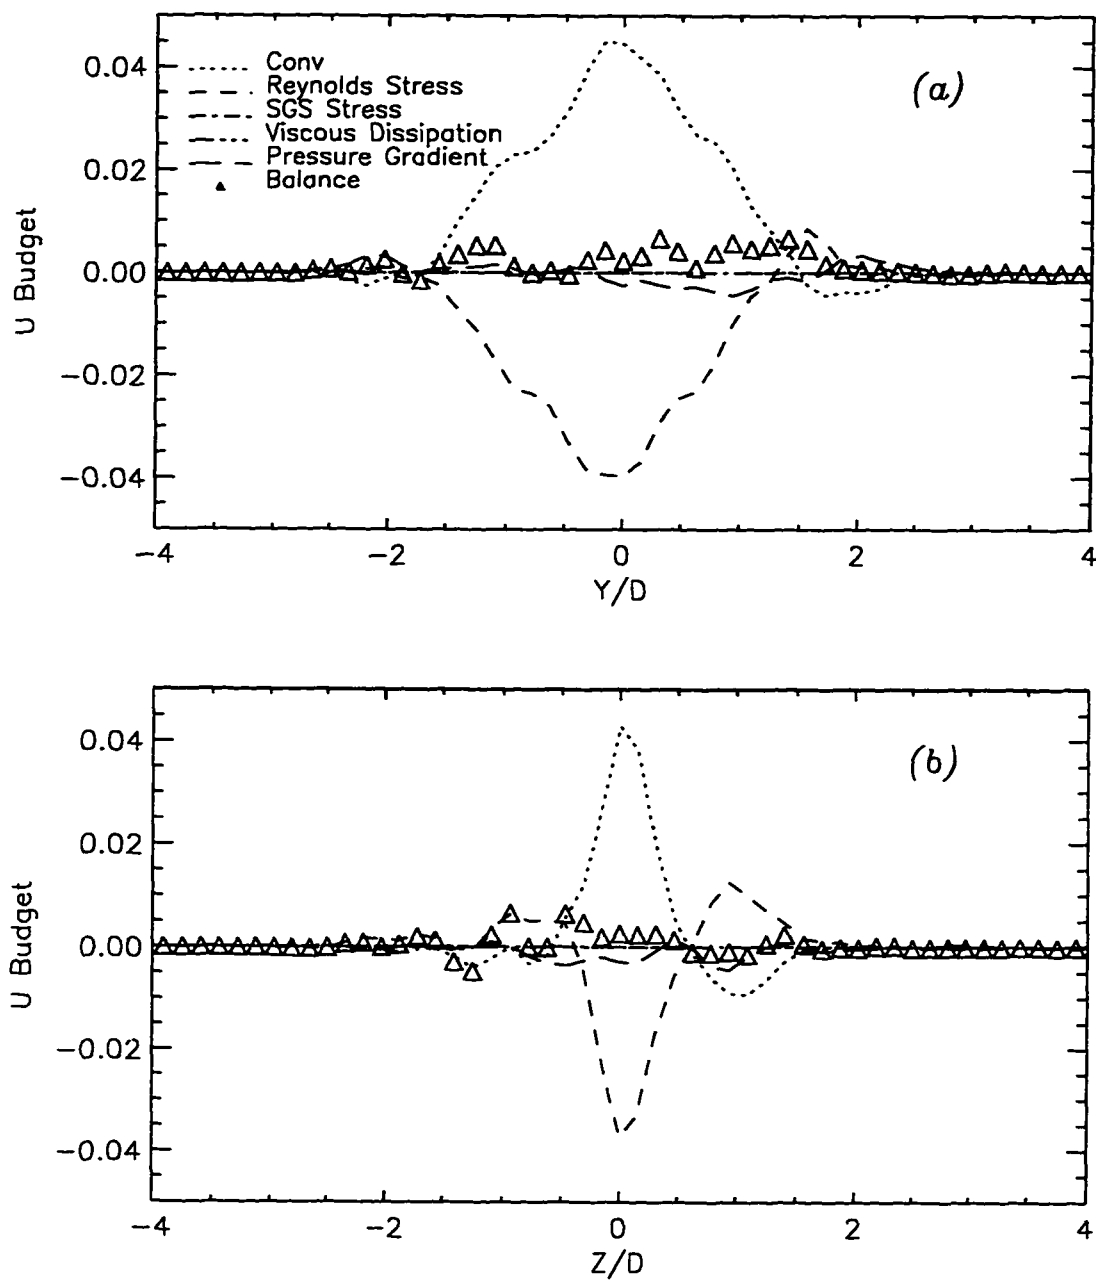 0.04
0.02
0.00
−0.02
−0.04
U Budget
Conv
Reynolds Stress
SGS Stress
Viscous Dissipation
Pressure Gradient
Balance
(a)
−4
−2
0
2
4
Y/D
0.04
0.02
0.00
−0.02
−0.04
U Budget
(b)
−4
−2
0
2
4
Z/D